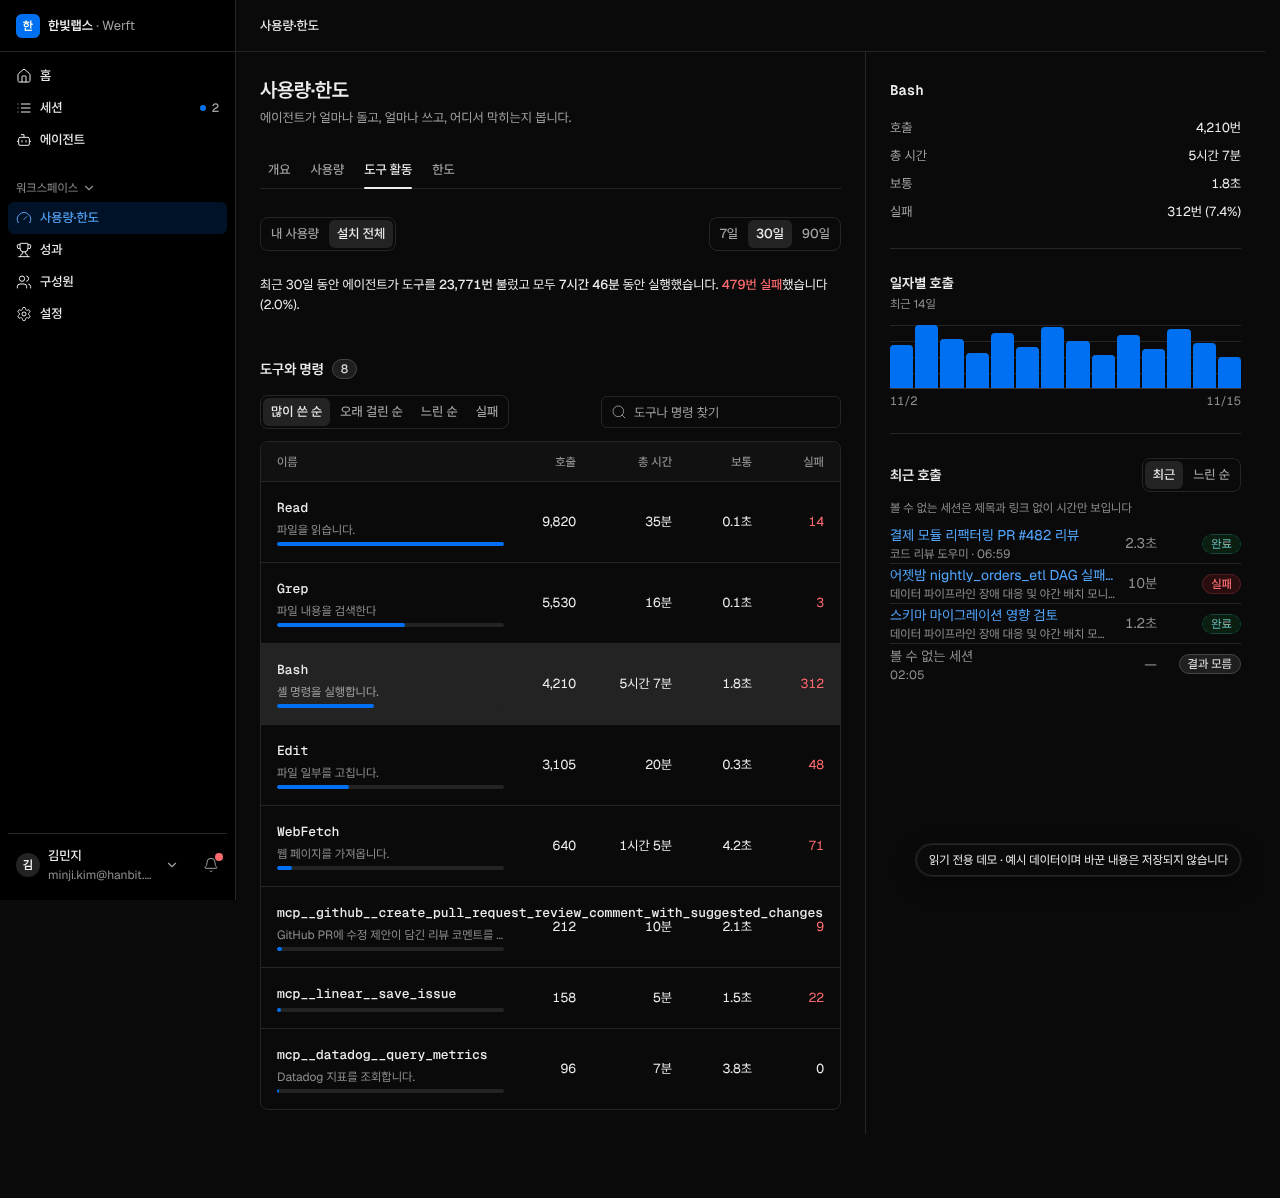 한 한빛랩스 · Werft
홈
세션 2
에이전트
워크스페이스
사용량·한도
성과
구성원
설정
김 김민지
minji.kim@hanbit.…
사용량·한도
사용량·한도
에이전트가 얼마나 돌고, 얼마나 쓰고, 어디서 막히는지 봅니다.
개요 사용량 도구 활동 한도
내 사용량 설치 전체 7일 30일 90일
최근 30일 동안 에이전트가 도구를 23,771번 불렀고 모두 7시간 46분 동안 실행했습니다. 479번 실패했습니다
(2.0%).
도구와 명령 8
많이 쓴 순 오래 걸린 순 느린 순 실패 도구나 명령 찾기
이름 호출 총 시간 보통 실패
Read
파일을 읽습니다.
9,820 35분 0.1초 14
Grep
파일 내용을 검색한다
5,530 16분 0.1초 3
Bash
셸 명령을 실행합니다.
4,210 5시간 7분 1.8초 312
Edit
파일 일부를 고칩니다.
3,105 20분 0.3초 48
WebFetch
웹 페이지를 가져옵니다.
640 1시간 5분 4.2초 71
mcp__github__create_pull_request_review_comment_with_suggested_changes
GitHub PR에 수정 제안이 담긴 리뷰 코멘트를 …
212 10분 2.1초 9
mcp__linear__save_issue
158 5분 1.5초 22
mcp__datadog__query_metrics
Datadog 지표를 조회합니다.
96 7분 3.8초 0
Bash
호출 4,210번
총 시간 5시간 7분
보통 1.8초
실패 312번 (7.4%)
일자별 호출
최근 14일
11/2 11/15
최근 호출 최근 느린 순
볼 수 없는 세션은 제목과 링크 없이 시간만 보입니다
결제 모듈 리팩터링 PR #482 리뷰
코드 리뷰 도우미 · 06:59
2.3초 완료
어젯밤 nightly_orders_etl DAG 실패…
데이터 파이프라인 장애 대응 및 야간 배치 모니…
10분 실패
스키마 마이그레이션 영향 검토
데이터 파이프라인 장애 대응 및 야간 배치 모…
1.2초 완료
볼 수 없는 세션
02:05
— 결과 모름
읽기 전용 데모 · 예시 데이터이며 바꾼 내용은 저장되지 않습니다